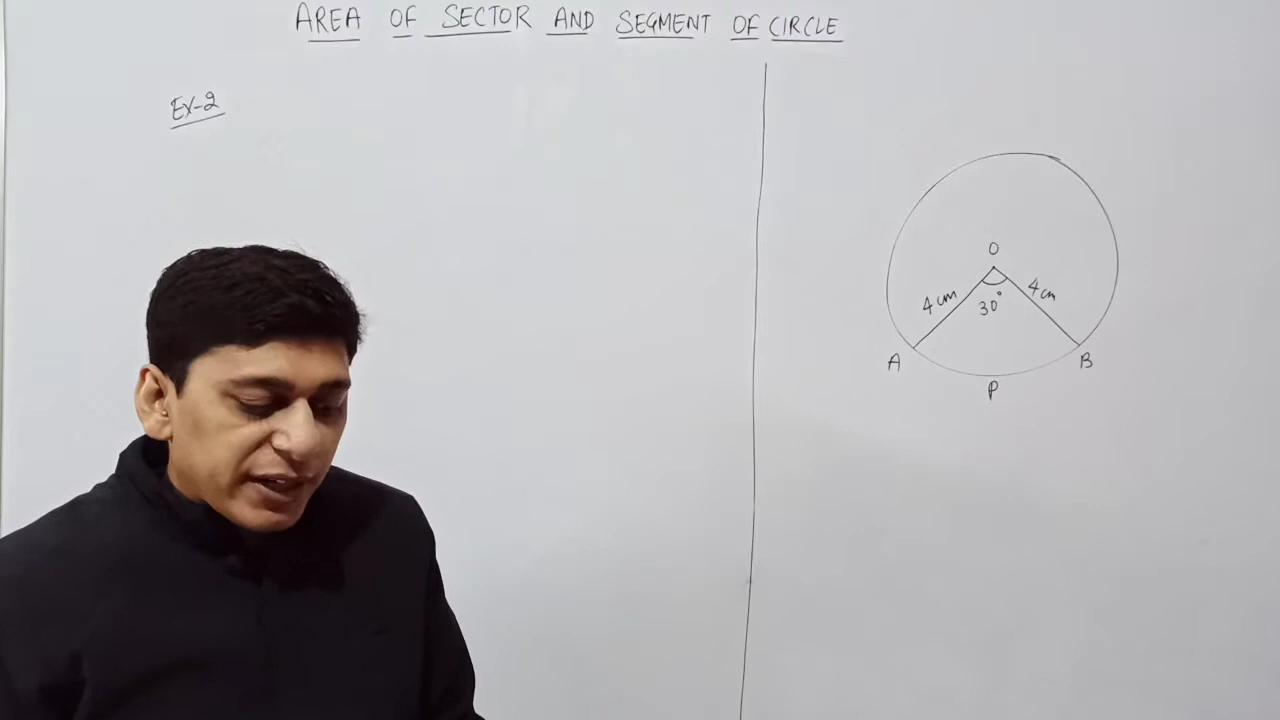 AREA OF SECTOR AND SEGMENT OF CIRCLE
EX-2
O
4 cm
4 cm
30°
A
B
P